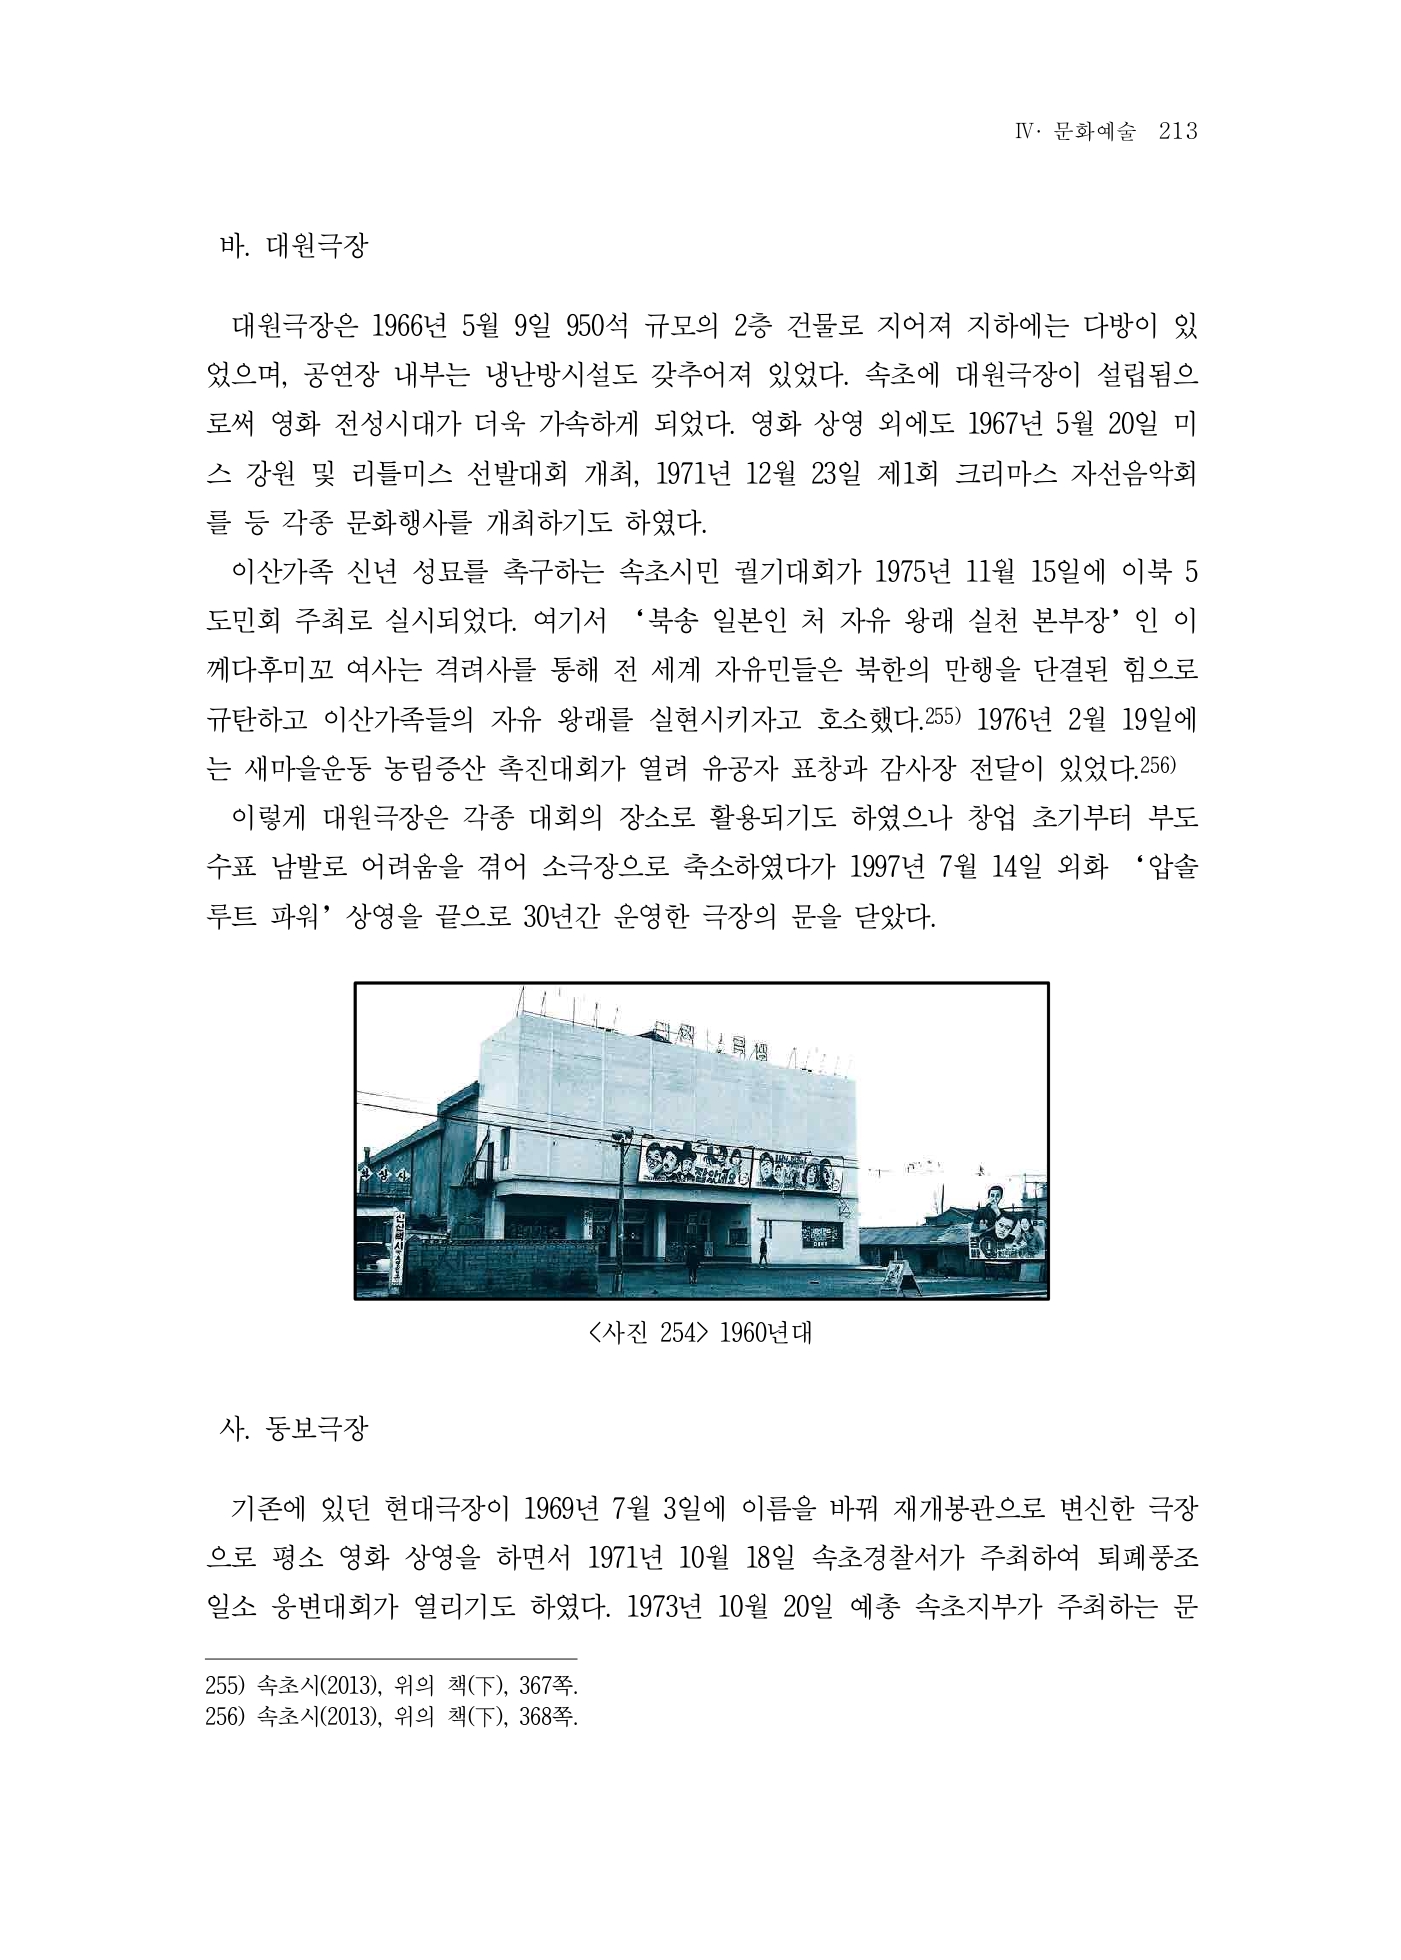 Ⅳ· 문화예술 213
바. 대원극장
대원극장은 1966년 5월 9일 950석 규모의 2층 건물로 지어져 지하에는 다방이 있
었으며, 공연장 내부는 냉난방시설도 갖추어져 있었다. 속초에 대원극장이 설립됨으
로써 영화 전성시대가 더욱 가속하게 되었다. 영화 상영 외에도 1967년 5월 20일 미
스 강원 및 리틀미스 선발대회 개최, 1971년 12월 23일 제1회 크리마스 자선음악회
를 등 각종 문화행사를 개최하기도 하였다.
이산가족 신년 성묘를 촉구하는 속초시민 궐기대회가 1975년 11월 15일에 이북 5
도민회 주최로 실시되었다. 여기서 ‘북송 일본인 처 자유 왕래 실천 본부장’인 이
께다후미꼬 여사는 격려사를 통해 전 세계 자유민들은 북한의 만행을 단결된 힘으로
규탄하고 이산가족들의 자유 왕래를 실현시키자고 호소했다.255) 1976년 2월 19일에
는 새마을운동 농림증산 촉진대회가 열려 유공자 표창과 감사장 전달이 있었다.256)
이렇게 대원극장은 각종 대회의 장소로 활용되기도 하였으나 창업 초기부터 부도
수표 남발로 어려움을 겪어 소극장으로 축소하였다가 1997년 7월 14일 외화 ‘압솔
루트 파워’상영을 끝으로 30년간 운영한 극장의 문을 닫았다.
<사진 254> 1960년대
사. 동보극장
기존에 있던 현대극장이 1969년 7월 3일에 이름을 바꿔 재개봉관으로 변신한 극장
으로 평소 영화 상영을 하면서 1971년 10월 18일 속초경찰서가 주최하여 퇴폐풍조
일소 웅변대회가 열리기도 하였다. 1973년 10월 20일 예총 속초지부가 주최하는 문
255) 속초시(2013), 위의 책(下), 367쪽.
256) 속초시(2013), 위의 책(下), 368쪽.